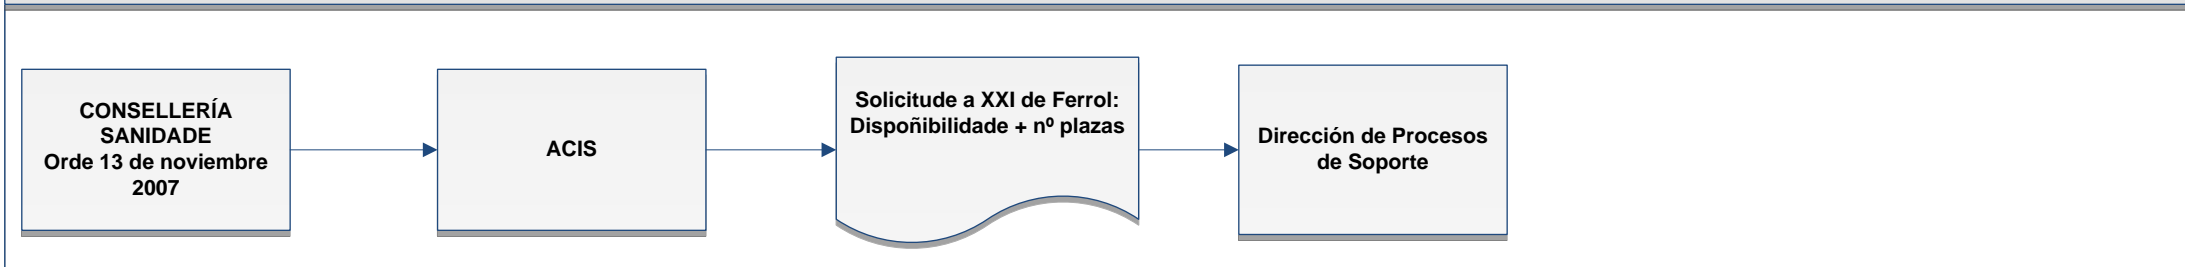 CONSELLERÍA
SANIDADE
Orde 13 de noviembre
2007
ACIS
Solicitude a XXI de Ferrol:
Dispoñibilidade + nº plazas
Dirección de Procesos
de Soporte